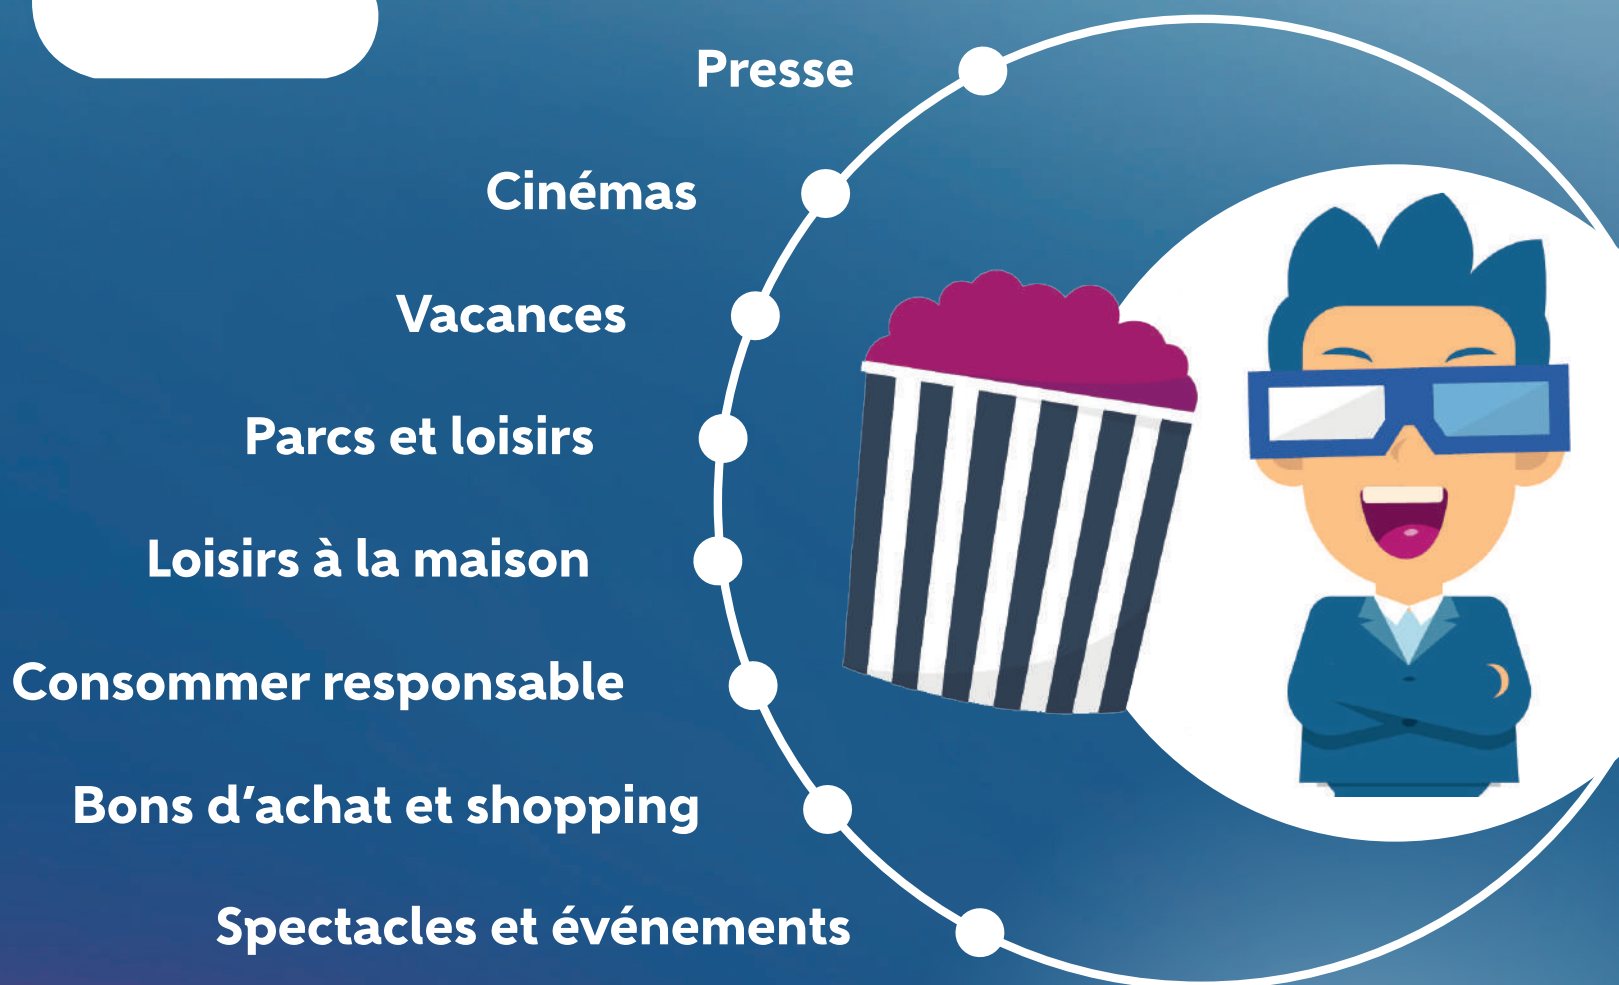 Presse
Cinémas
Vacances
Parcs et loisirs
Loisirs à la maison
Consommer responsable
Bons d’achat et shopping
Spectacles et événements